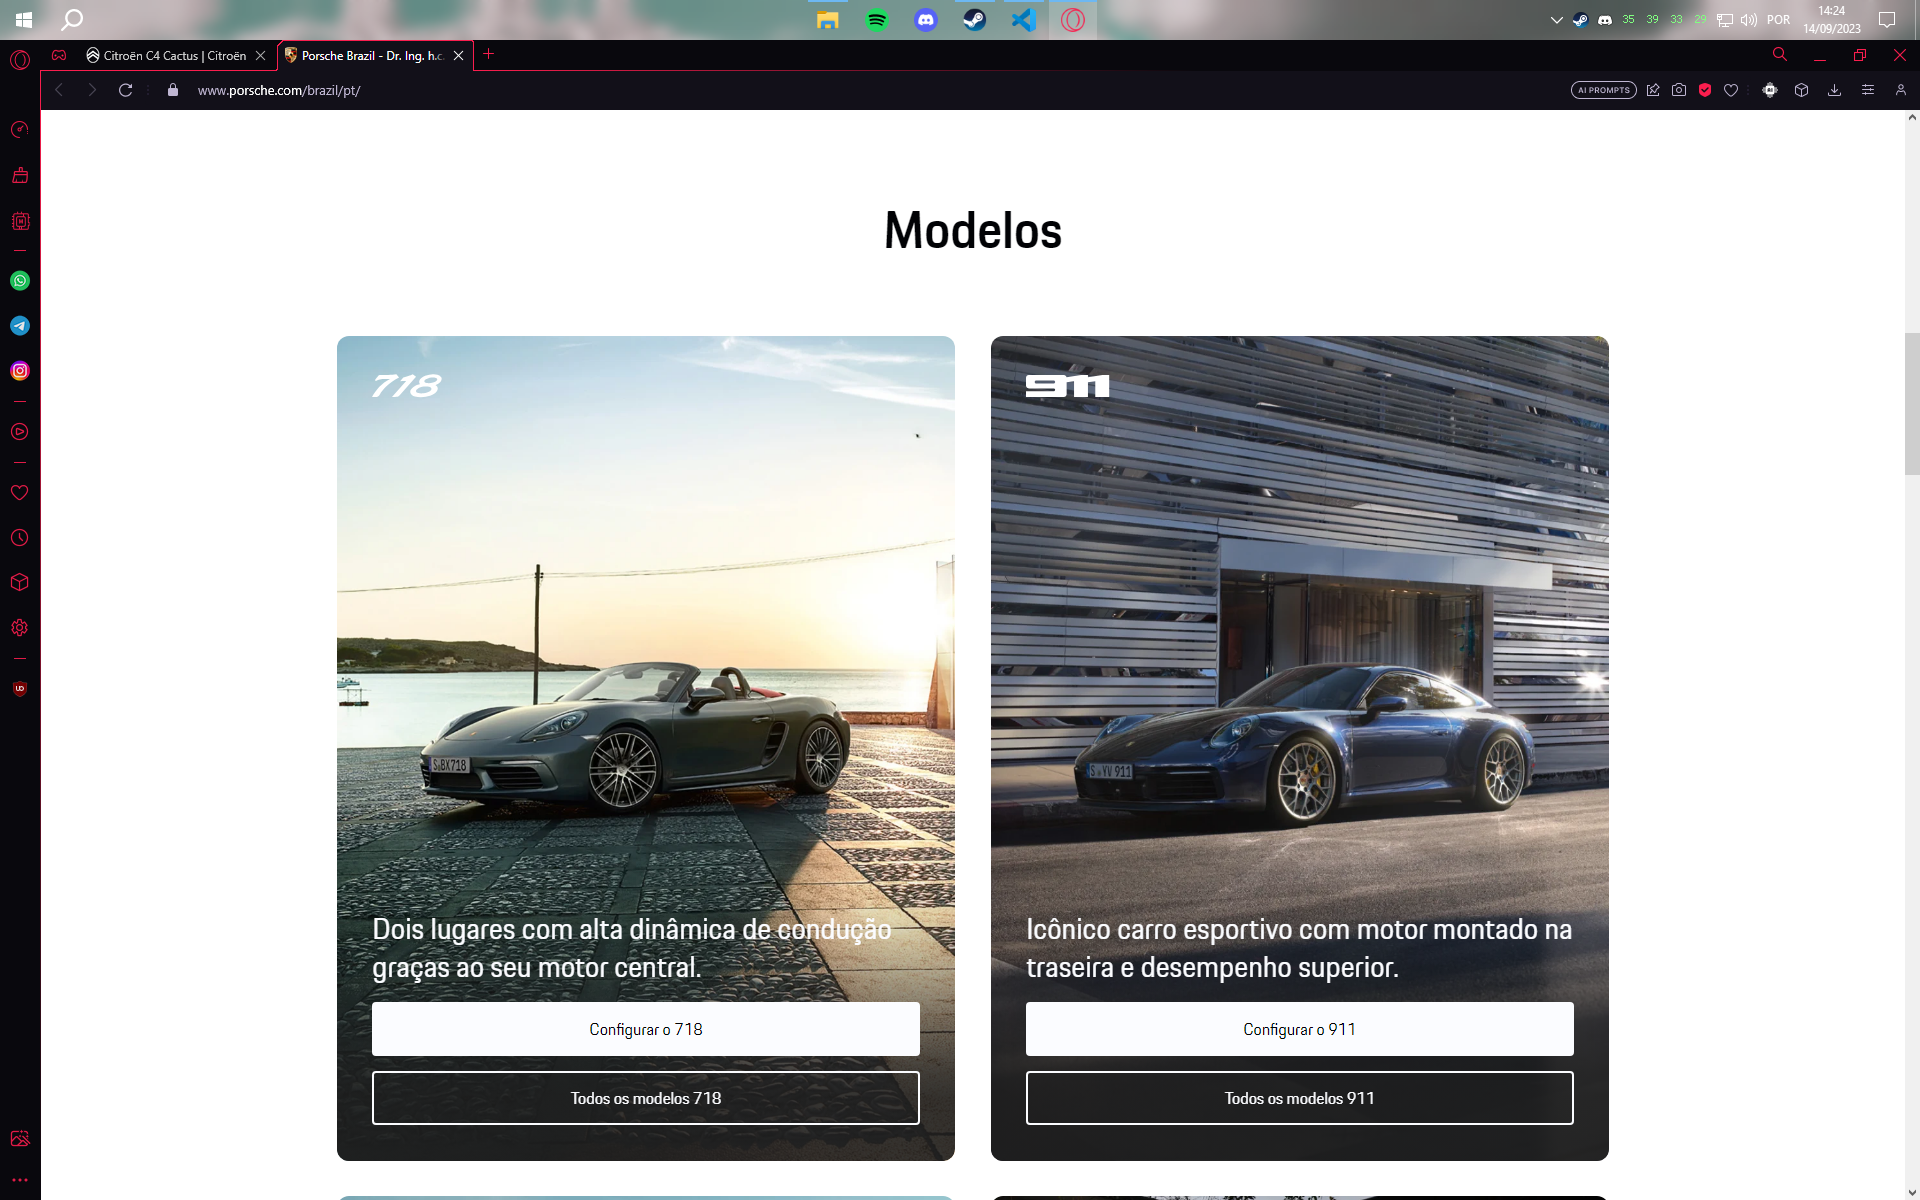 35 39 33 29 POR 14:24
14/09/2023
Citroën C4 Cactus | Citroën
Porsche Brazil - Dr. Ing. h.c.
www.porsche.com/brazil/pt/
AI PROMPTS
Modelos
718
911
S BX718
S YV 911
Dois lugares com alta dinâmica de condução
graças ao seu motor central.
Icônico carro esportivo com motor montado na
traseira e desempenho superior.
Configurar o 718
Configurar o 911
Todos os modelos 718
Todos os modelos 911